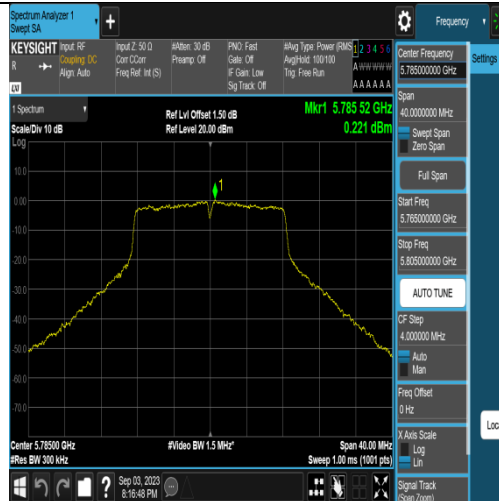 Spectrum Analyzer 1
Swept SA
Frequency
KEYSIGHT
R
Input: RF
Coupling: DC
Align: Auto
Input Z: 50 Ω
Corr CCorr
Freq Ref: Int (S)
#Atten: 30 dB
Preamp: Off
PNO: Fast
Gate: Off
IF Gain: Low
Sig Track: Off
#Avg Type: Power (RMS
Avg|Hold: 100/100
Trig: Free Run
1 2 3 4 5 6
A W W W W W
A A A A A A
1 Spectrum
Scale/Div 10 dB
Log
Ref Lvl Offset 1.50 dB
Ref Level 20.00 dBm
Mkr1 5.785 52 GHz
0.221 dBm
1
10.0
0.00
-10.0
-20.0
-30.0
-40.0
-50.0
-60.0
-70.0
Center 5.78500 GHz
#Res BW 300 kHz
#Video BW 1.5 MHz*
Span 40.00 MHz
Sweep 1.00 ms (1001 pts)
Sep 03, 2023
8:16:48 PM
Center Frequency
5.785000000 GHz
Settings
Span
40.0000000 MHz
Swept Span
Zero Span
Full Span
Start Freq
5.765000000 GHz
Stop Freq
5.805000000 GHz
AUTO TUNE
CF Step
4.000000 MHz
Auto
Man
Freq Offset
0 Hz
X Axis Scale
Log
Lin
Loc
Signal Track
(Span Zoom)